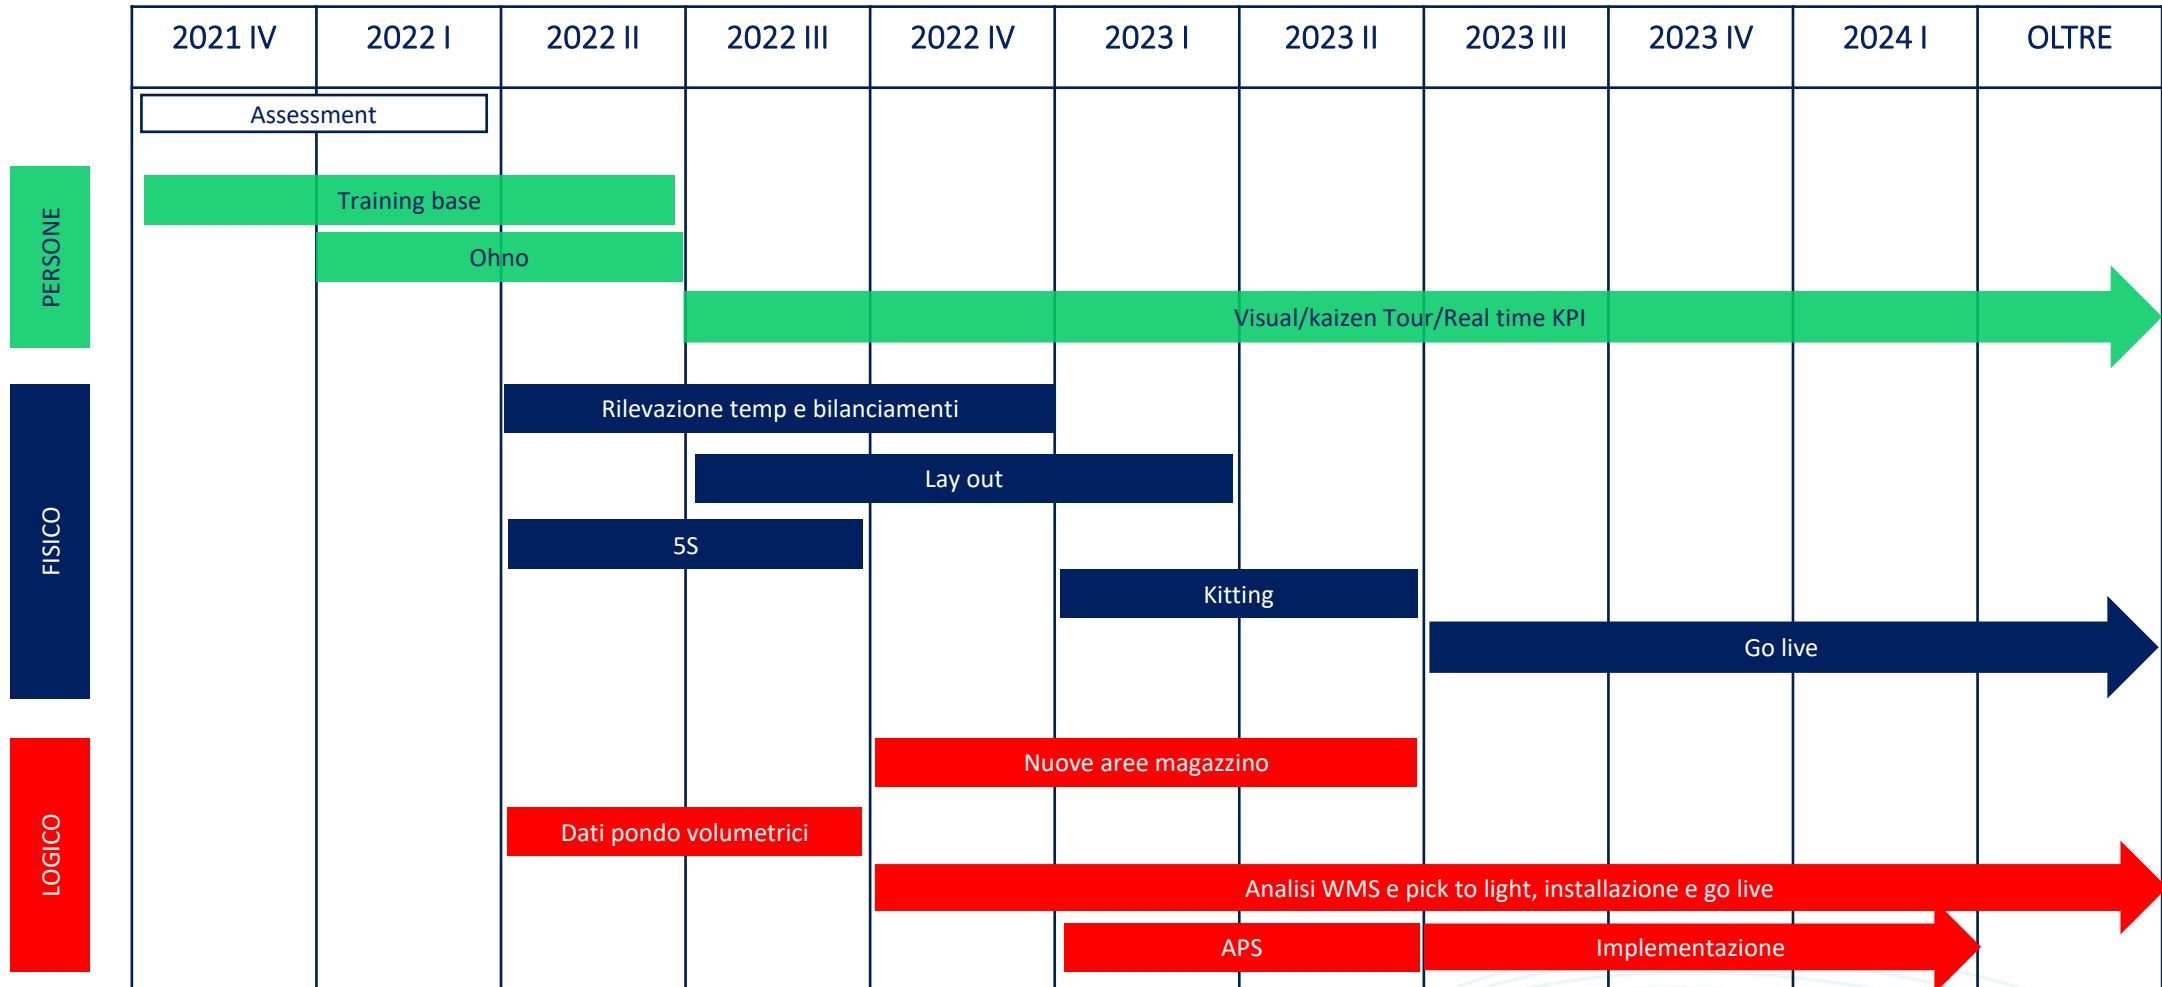 2021 IV 2022 I 2022 II 2022 III 2022 IV 2023 I 2023 II 2023 III 2023 IV 2024 I OLTRE
Assessment
PERSONE
Training base
Ohno
Visual/kaizen Tour/Real time KPI
FISICO
Rilevazione temp e bilanciamenti
Lay out
5S
Kitting
Go live
LOGICO
Nuove aree magazzino
Dati pondo volumetrici
Analisi WMS e pick to light, installazione e go live
APS Implementazione